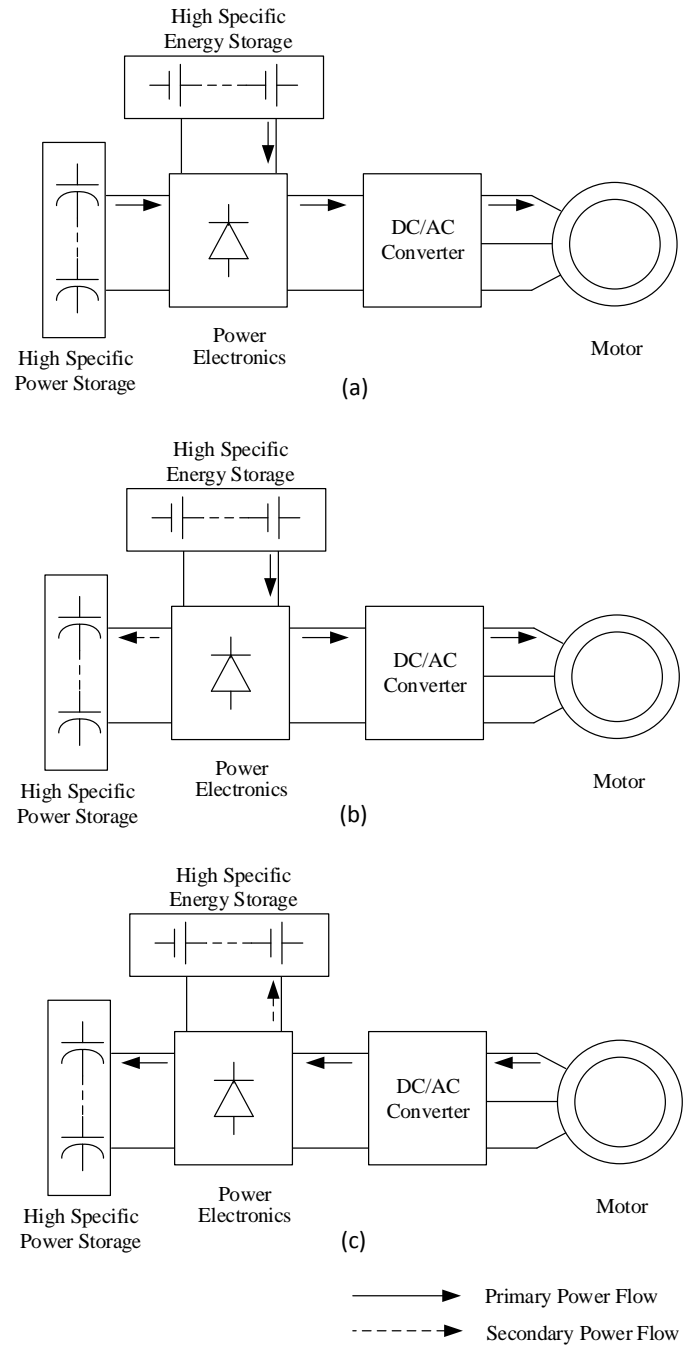 High Specific
Energy Storage
DC/AC
Converter
Power
Electronics
Motor
High Specific
Power Storage
(a)
High Specific
Energy Storage
DC/AC
Converter
Power
Electronics
Motor
High Specific
Power Storage
(b)
High Specific
Energy Storage
DC/AC
Converter
Power
Electronics
Motor
High Specific
Power Storage
(c)
Primary Power Flow
Secondary Power Flow